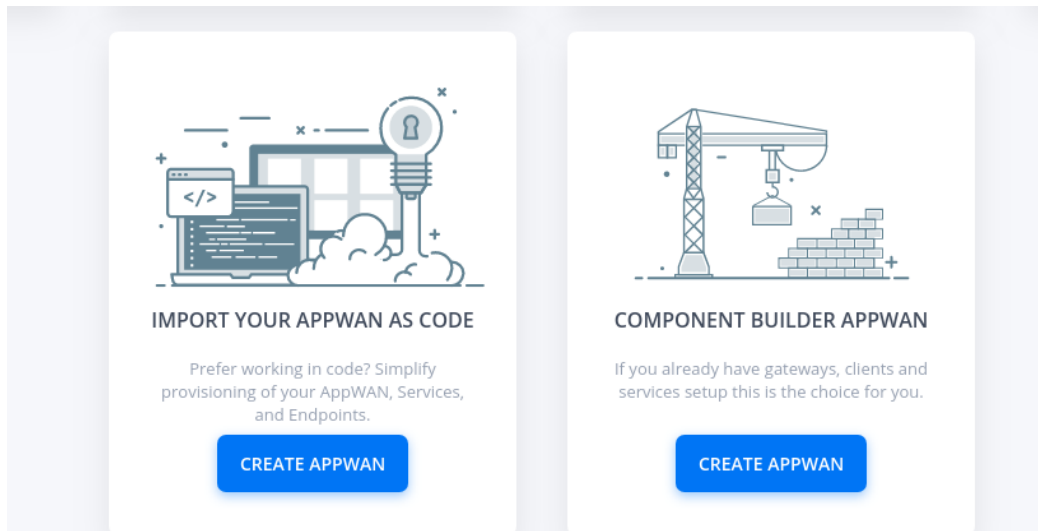 </>
IMPORT YOUR APPWAN AS CODE
Prefer working in code? Simplify
provisioning of your AppWAN, Services,
and Endpoints.
CREATE APPWAN
COMPONENT BUILDER APPWAN
If you already have gateways, clients and
services setup this is the choice for you.
CREATE APPWAN